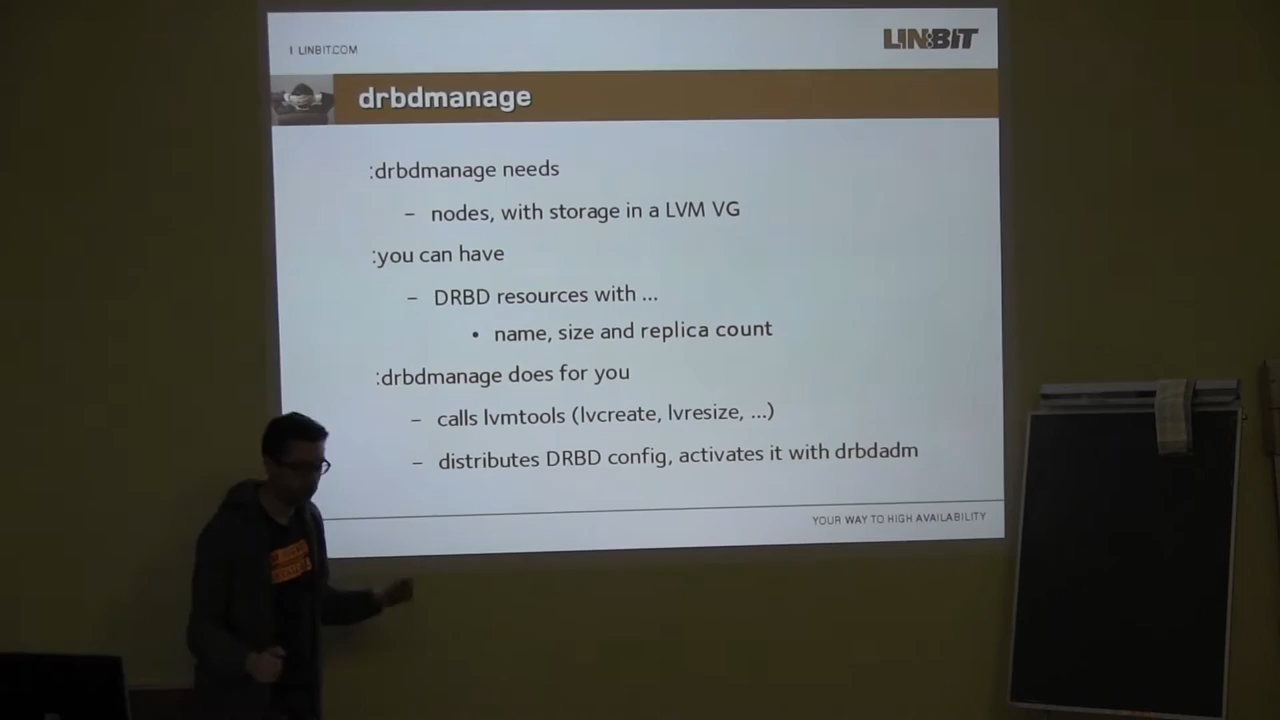 I LINBIT.COM
LIN:BIT
drbdmanage
:drbdmanage needs
– nodes, with storage in a LVM VG
:you can have
– DRBD resources with ...
• name, size and replica count
:drbdmanage does for you
– calls lvmtools (lvcreate, lvresize, ...)
– distributes DRBD config, activates it with drbdadm
YOUR WAY TO HIGH AVAILABILITY